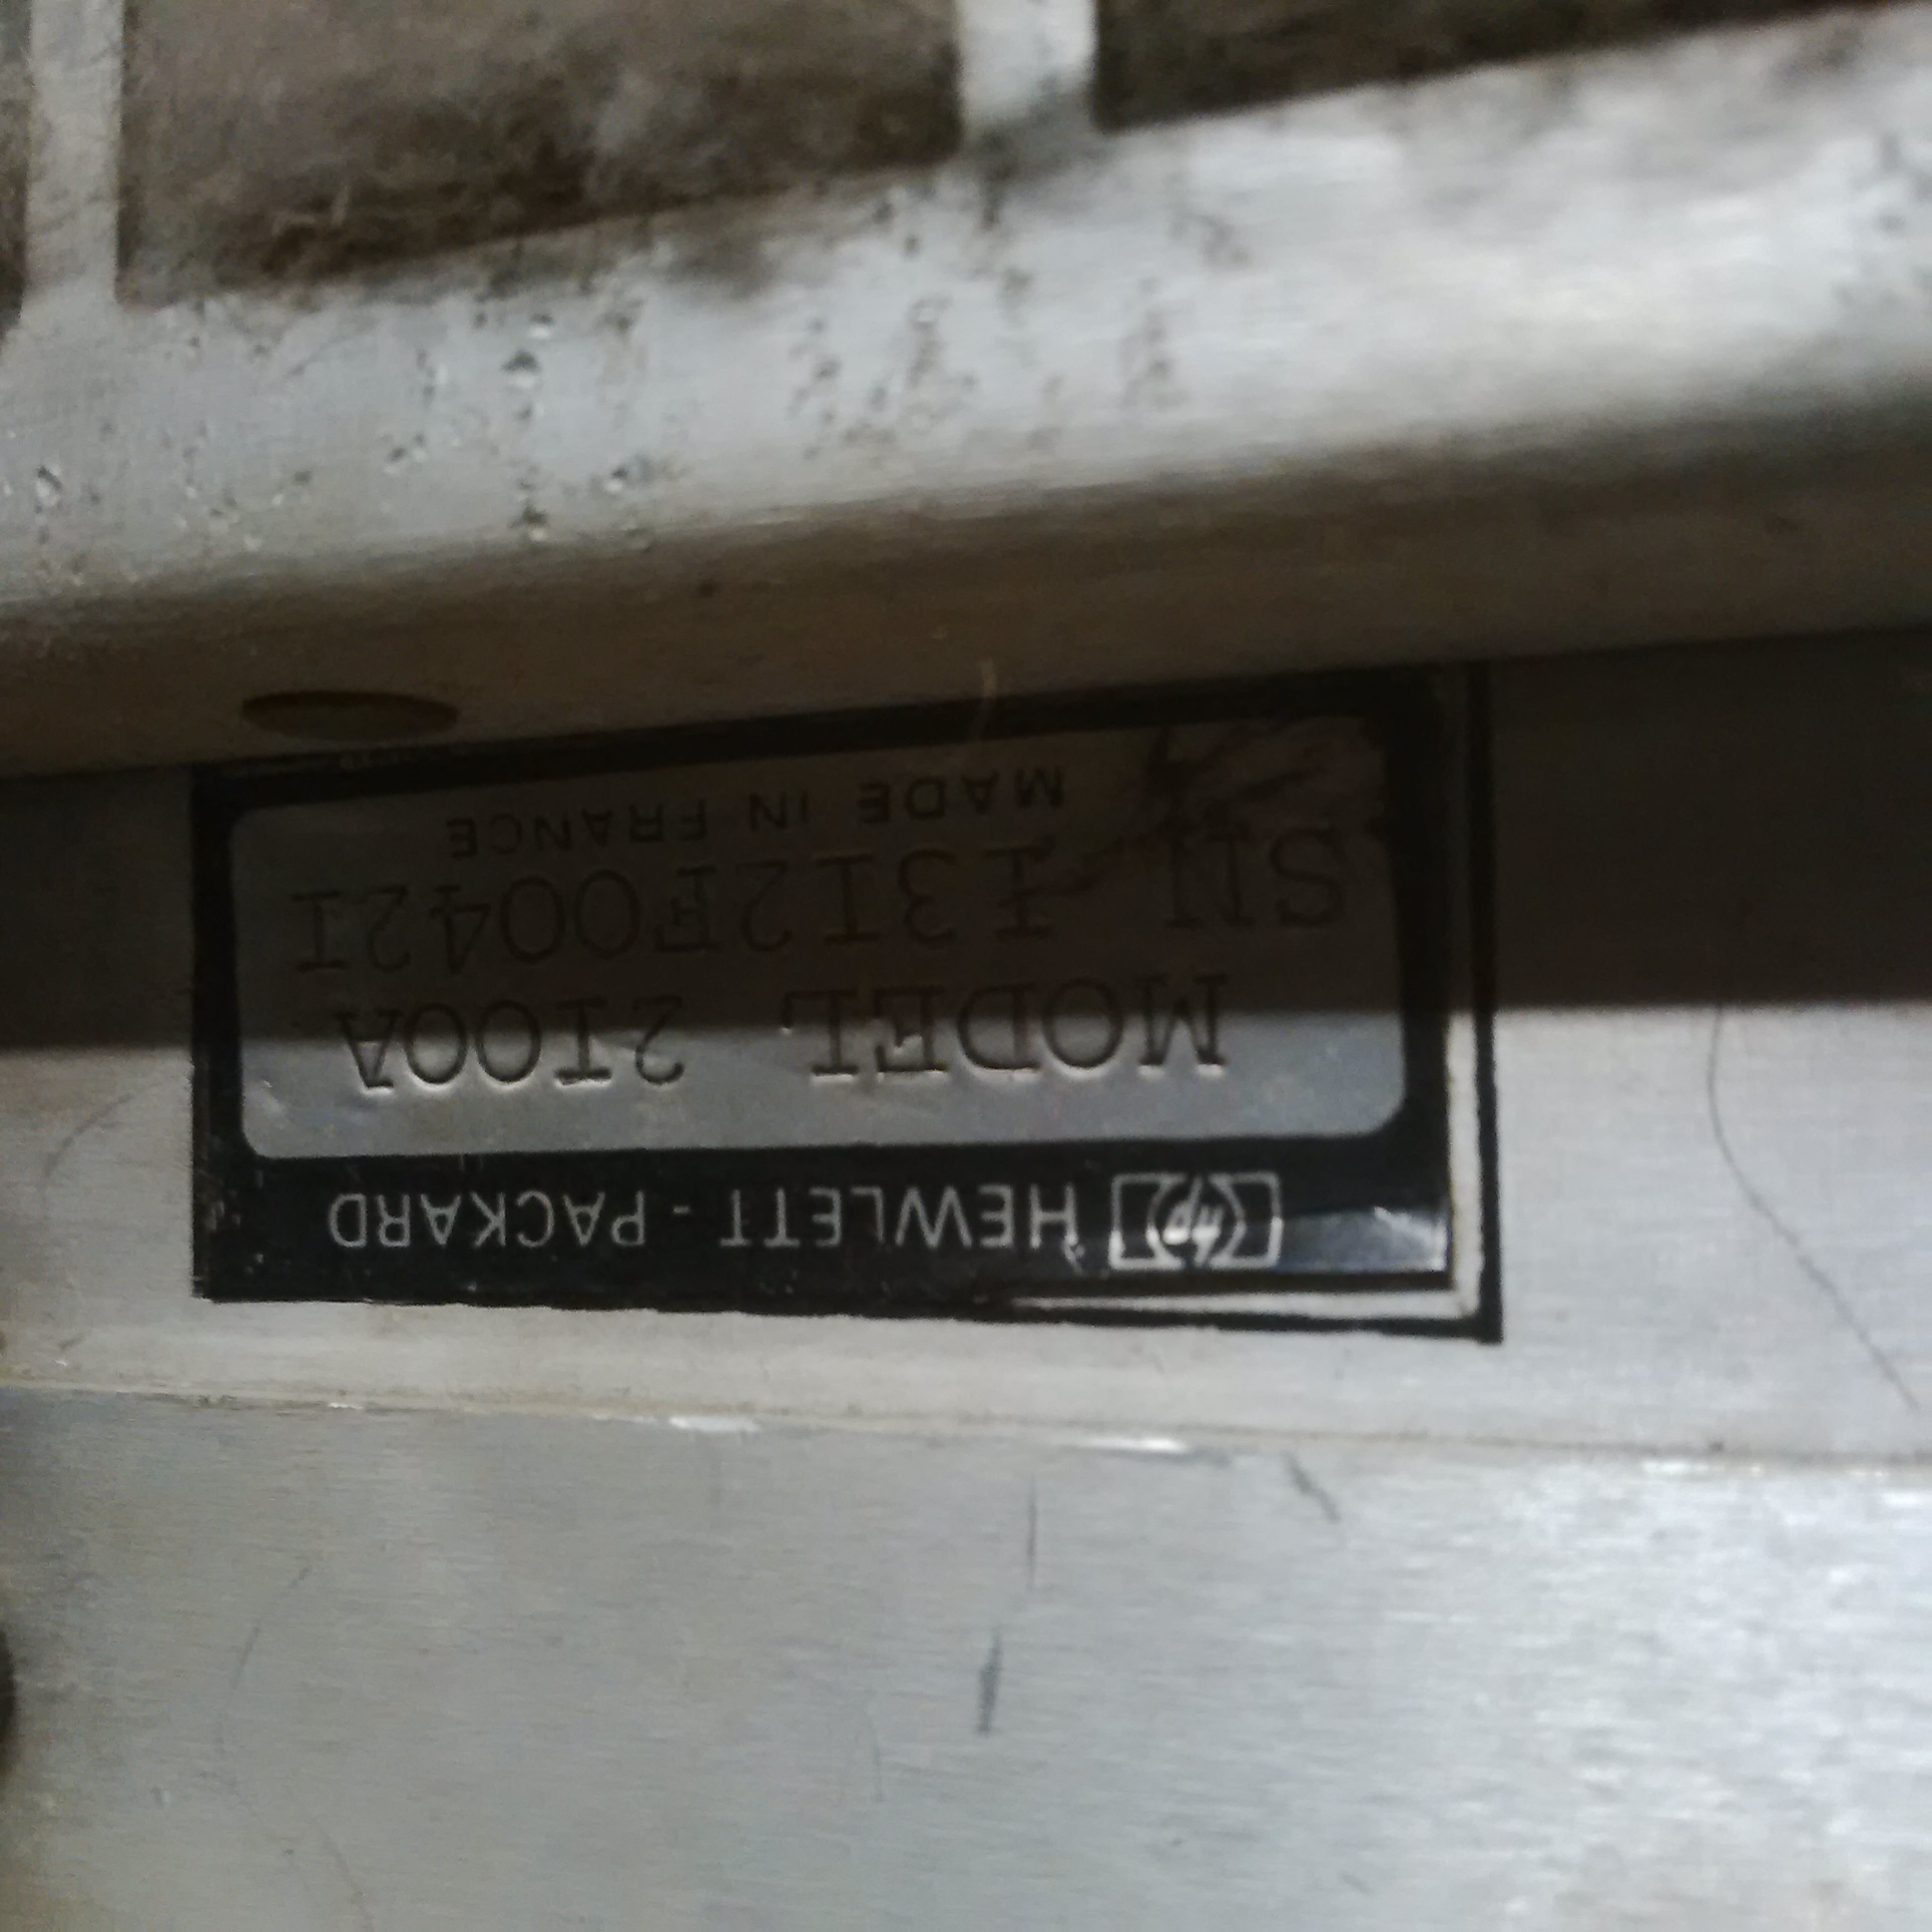 hp HEWLETT - PACKARD
MODEL 2100A
SN 1312F00421
MADE IN FRANCE